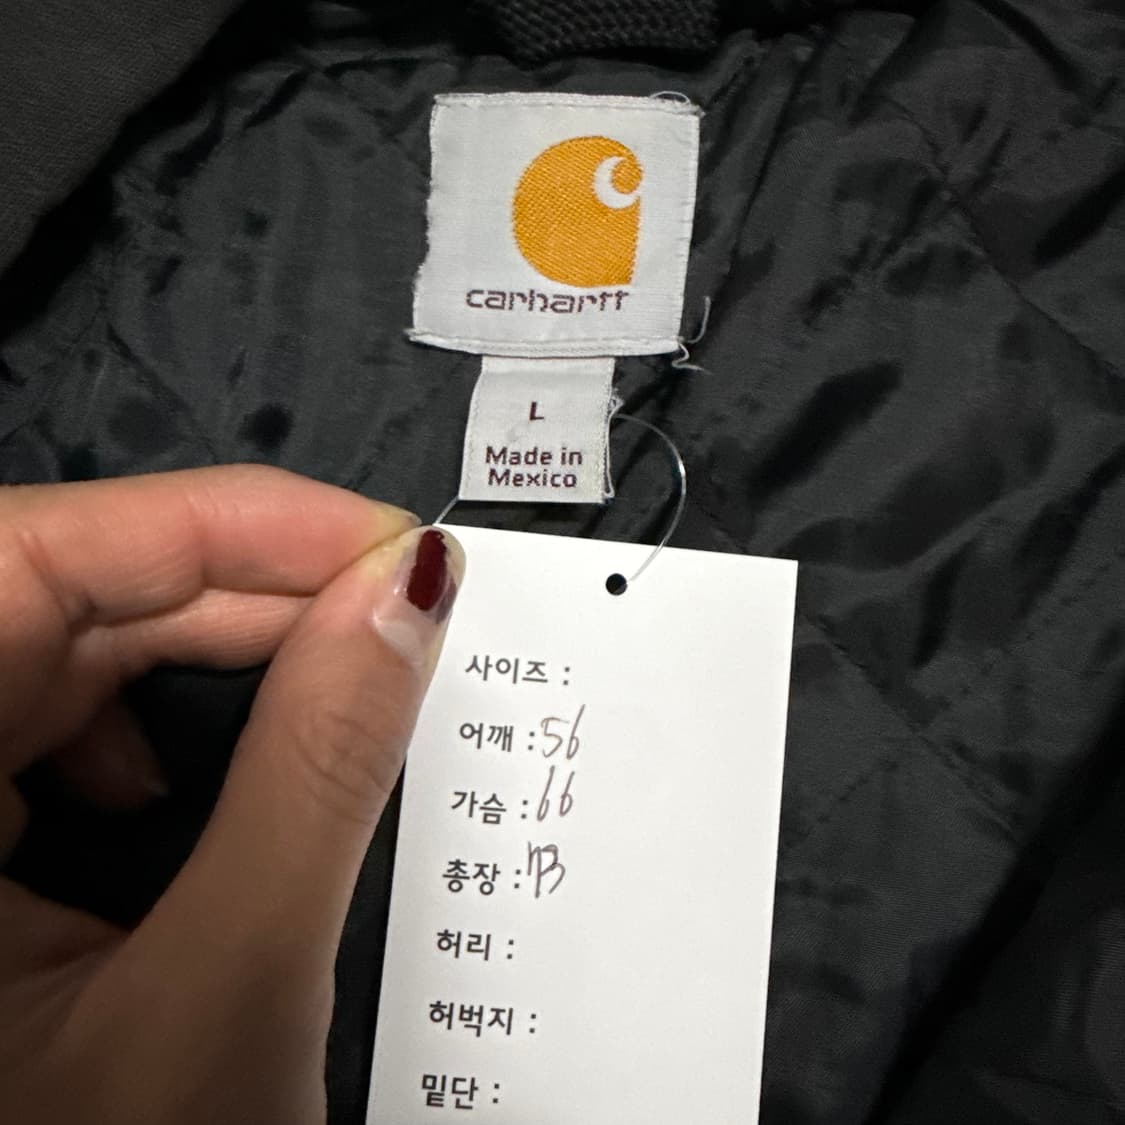 carhartt
L
Made in
Mexico
사이즈 :
어깨 : 56
가슴 : 66
총장 : 73
허리 :
허벅지 :
밑단 :